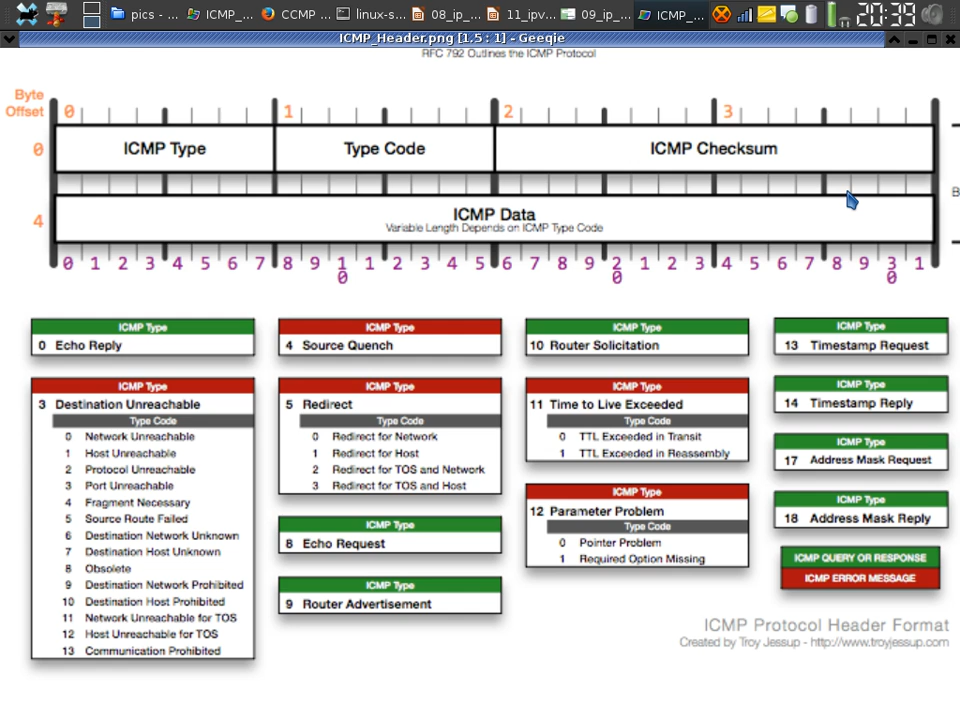 pics - ...
ICMP_...
CCMP ...
linux-s...
08_ip_...
11_ipv...
09_ip_...
ICMP_...
20:39
ICMP_Header.png [1,5 : 1] - Geeqie
RFC 792 Outlines the ICMP Protocol
Byte
Offset
0 1 2 3
0 ICMP Type Type Code ICMP Checksum
B
4 ICMP Data
Variable Length Depends on ICMP Type Code
0 1 2 3 4 5 6 7 8 9 10 1 2 3 4 5 6 7 8 9 20 1 2 3 4 5 6 7 8 9 30 1
ICMP Type
0 Echo Reply
ICMP Type
3 Destination Unreachable
Type Code
0 Network Unreachable
1 Host Unreachable
2 Protocol Unreachable
3 Port Unreachable
4 Fragment Necessary
5 Source Route Failed
6 Destination Network Unknown
7 Destination Host Unknown
8 Obsolete
9 Destination Network Prohibited
10 Destination Host Prohibited
11 Network Unreachable for TOS
12 Host Unreachable for TOS
13 Communication Prohibited
ICMP Type
4 Source Quench
ICMP Type
5 Redirect
Type Code
0 Redirect for Network
1 Redirect for Host
2 Redirect for TOS and Network
3 Redirect for TOS and Host
ICMP Type
8 Echo Request
ICMP Type
9 Router Advertisement
ICMP Type
10 Router Solicitation
ICMP Type
11 Time to Live Exceeded
Type Code
0 TTL Exceeded in Transit
1 TTL Exceeded in Reassembly
ICMP Type
12 Parameter Problem
Type Code
0 Pointer Problem
1 Required Option Missing
ICMP Type
13 Timestamp Request
ICMP Type
14 Timestamp Reply
ICMP Type
17 Address Mask Request
ICMP Type
18 Address Mask Reply
ICMP QUERY OR RESPONSE
ICMP ERROR MESSAGE
ICMP Protocol Header Format
Created by Troy Jessup - http://www.troyjessup.com